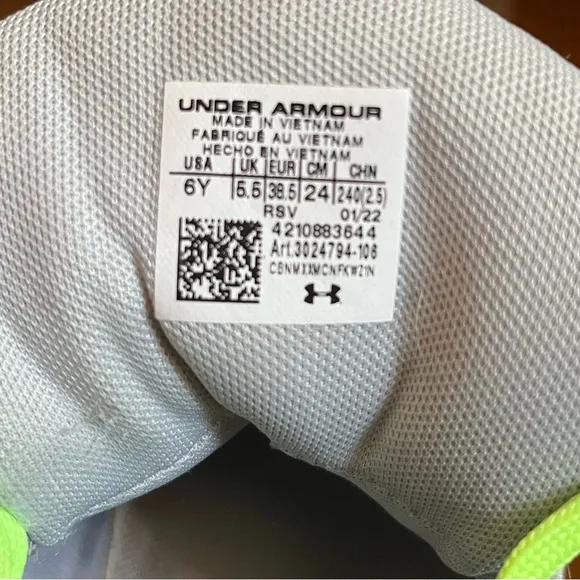 UNDER ARMOUR
MADE IN VIETNAM
FABRIQUÉ AU VIETNAM
HECHO EN VIETNAM
USA UK EUR CM CHN
6Y 5.5 38.5 24 240(2.5)
RSV 01/22
4210883644
Art.3024794-106
CBNMXXMCNFKWZ1N